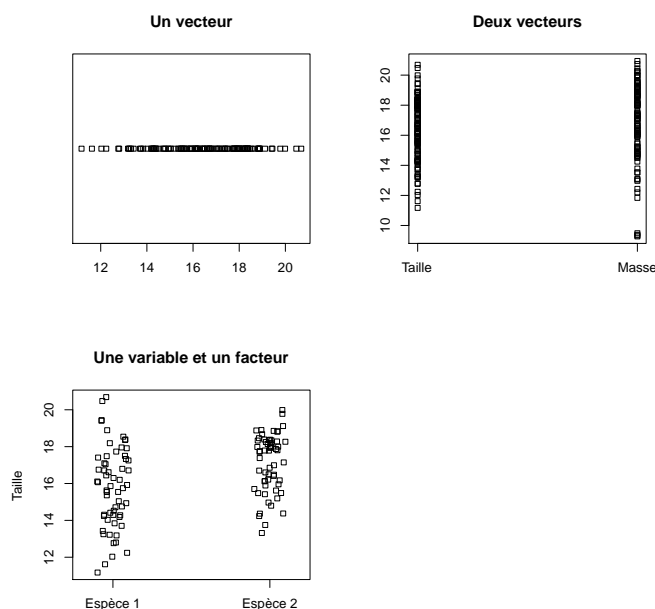 Un vecteur
12 14 16 18 20
Deux vecteurs
20
18
16
14
12
10
Taille Masse
Une variable et un facteur
Taille
20
18
16
14
12
Espèce 1 Espèce 2